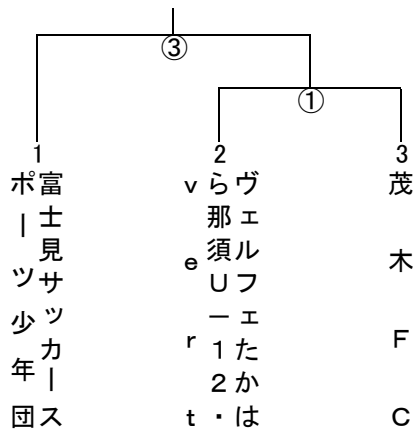 ③
①
1
2
3
富士見サッカース
ポーツ少年団
ヴェルフェたかは
ら那須U－12・
vert
茂木FC